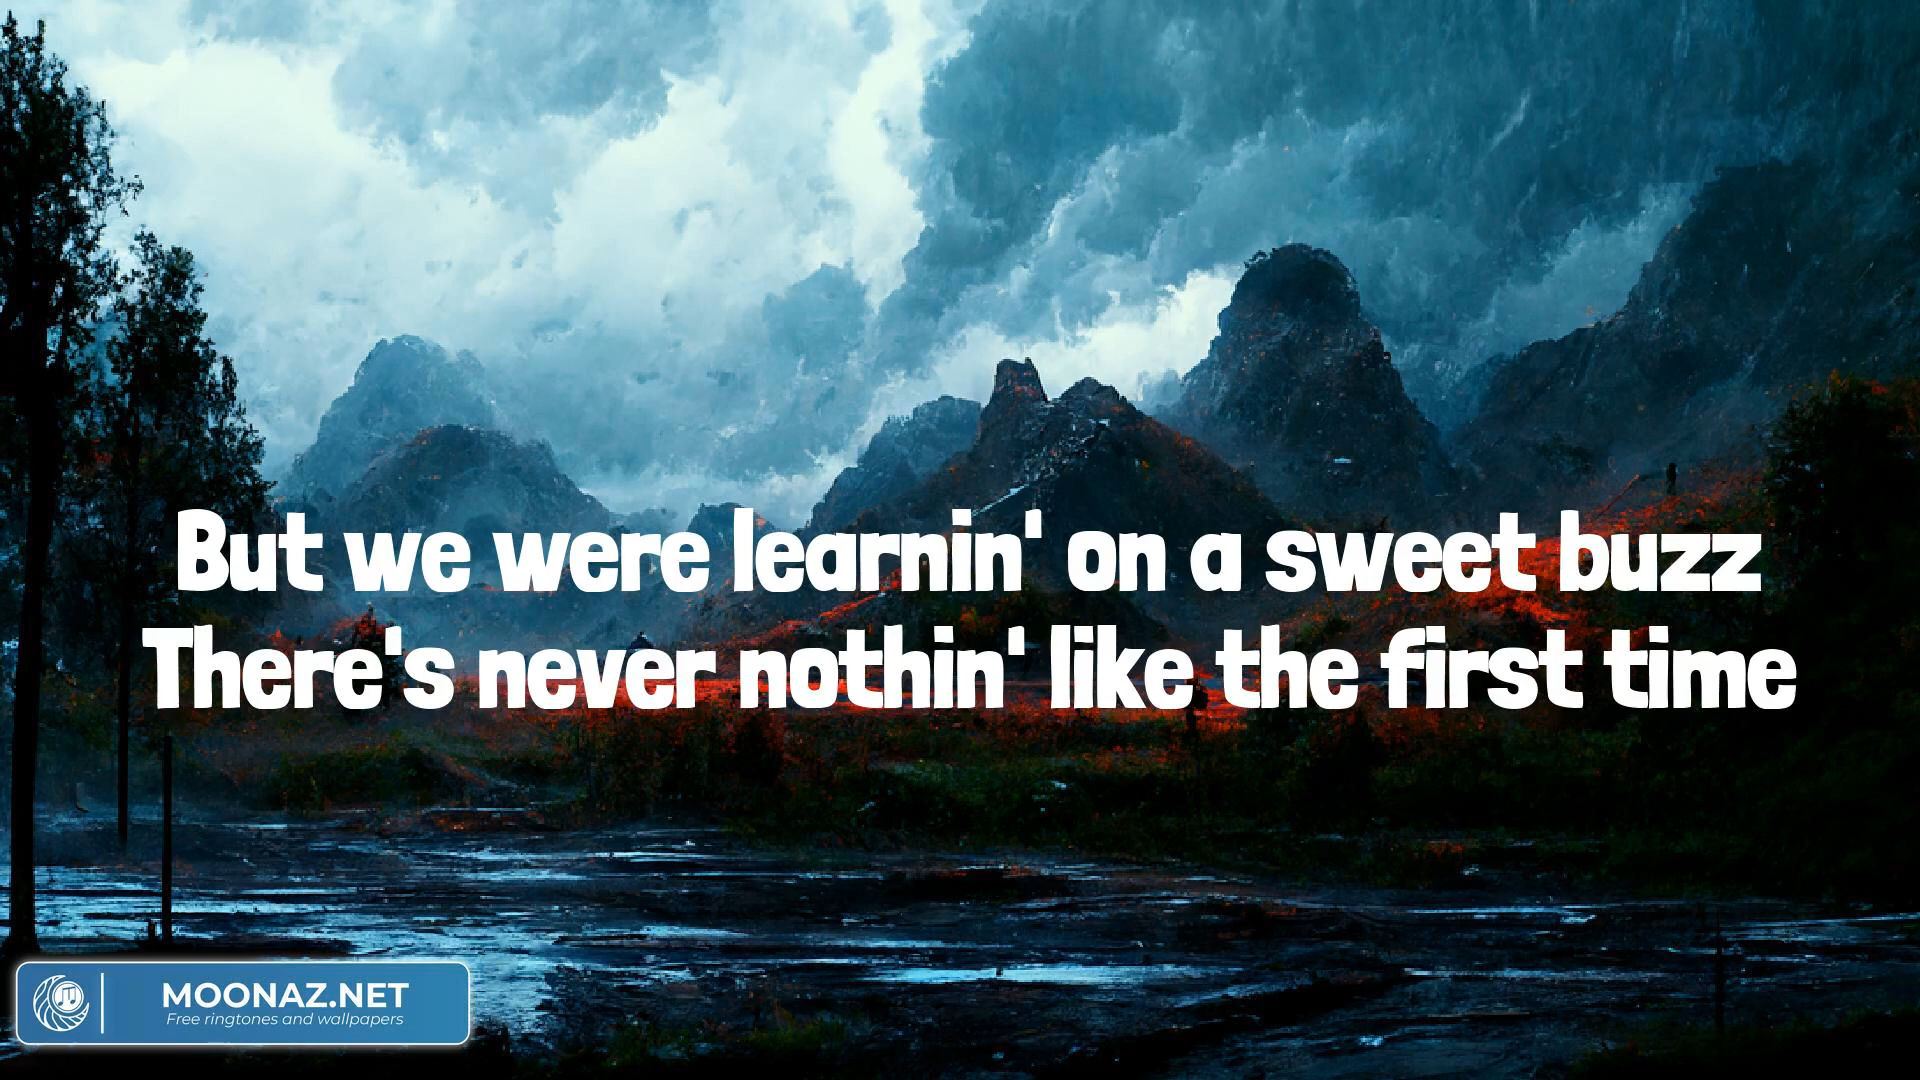 But we were learnin' on a sweet buzz
There's never nothin' like the first time
MOONAZ.NET
Free ringtones and wallpapers